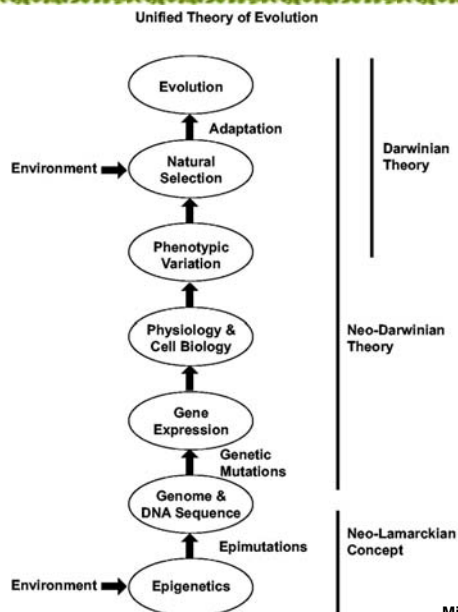 Unified Theory of Evolution
Evolution
Adaptation
Darwinian
Theory
Environment
Natural
Selection
Phenotypic
Variation
Physiology &
Cell Biology
Neo-Darwinian
Theory
Gene
Expression
Genetic
Mutations
Genome &
DNA Sequence
Neo-Lamarckian
Concept
Epimutations
Environment
Epigenetics